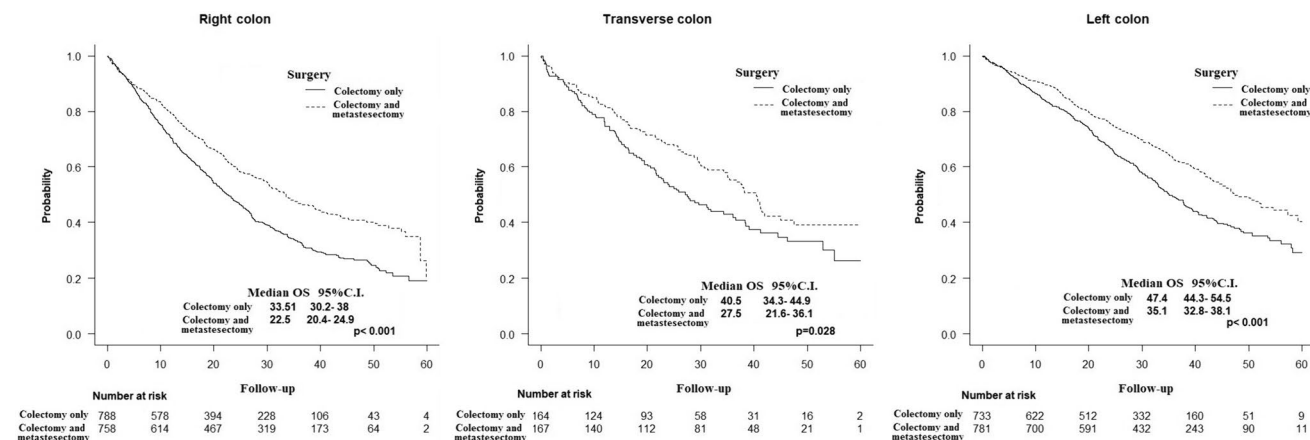 Right colon
Surgery
Colectomy only
Colectomy and
metastesectomy
Probability
1.0
0.8
0.6
0.4
0.2
0.0
Median OS 95%C.I.
Colectomy only 33.51 30.2- 38
Colectomy and 22.5 20.4- 24.9
metastesectomy
p< 0.001
0 10 20 30 40 50 60
Number at risk
Follow-up
Colectomy only 788 578 394 228 106 43 4
Colectomy and 758 614 467 319 173 64 2
metastesectomy
Transverse colon
Surgery
Colectomy only
Colectomy and
metastesectomy
Probability
1.0
0.8
0.6
0.4
0.2
0.0
Median OS 95%C.I.
Colectomy only 40.5 34.3- 44.9
Colectomy and 27.5 21.6- 36.1
metastesectomy
p=0.028
0 10 20 30 40 50 60
Number at risk
Follow-up
Colectomy only 164 124 93 58 31 16 2
Colectomy and 167 140 112 81 48 21 1
metastesectomy
Left colon
Surgery
Colectomy only
Colectomy and
metastesectomy
Probability
1.0
0.8
0.6
0.4
0.2
0.0
Median OS 95%C.I.
Colectomy only 47.4 44.3- 54.5
Colectomy and 35.1 32.8- 38.1
metastesectomy
p< 0.001
0 10 20 30 40 50 60
Number at risk
Follow-up
Colectomy only 733 622 512 332 160 51 9
Colectomy and 781 700 591 432 243 90 11
metastesectomy